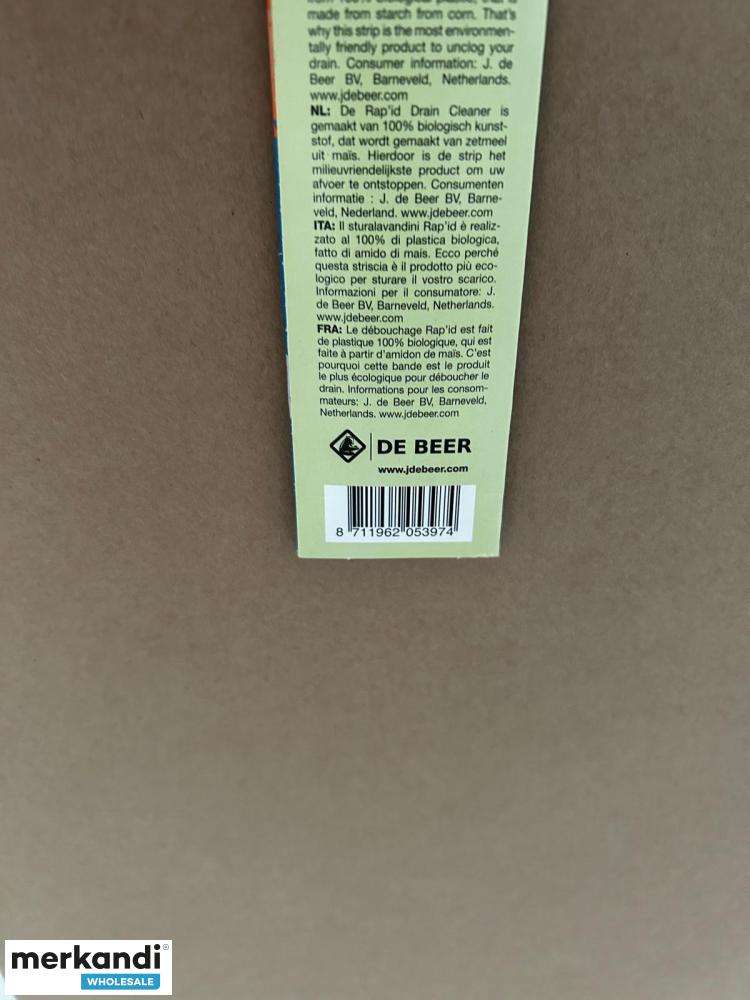 from 100% biological plastic, that is
made from starch from corn. That's
why this strip is the most environmen-
tally friendly product to unclog your
drain. Consumer information: J. de
Beer BV, Barneveld, Netherlands.
www.jdebeer.com
NL: De Rap'id Drain Cleaner is
gemaakt van 100% biologisch kunst-
stof, dat wordt gemaakt van zetmeel
uit maïs. Hierdoor is de strip het
milieuvriendelijkste product om uw
afvoer te ontstoppen. Consumenten
informatie : J. de Beer BV, Barne-
veld, Nederland. www.jdebeer.com
ITA: Il sturalavandini Rap'id è realiz-
zato al 100% di plastica biologica,
fatto di amido di mais. Ecco perché
questa striscia è il prodotto più eco-
logico per sturare il vostro scarico.
Informazioni per il consumatore: J.
de Beer BV, Barneveld, Netherlands.
www.jdebeer.com
FRA: Le débouchage Rap'id est fait
de plastique 100% biologique, qui est
faite à partir d'amidon de maïs. C'est
pourquoi cette bande est le produit
le plus écologique pour déboucher le
drain. Informations pour les consom-
mateurs: J. de Beer BV, Barneveld,
Netherlands. www.jdebeer.com
DE BEER
www.jdebeer.com
8 711962 053974
merkandi®
WHOLESALE